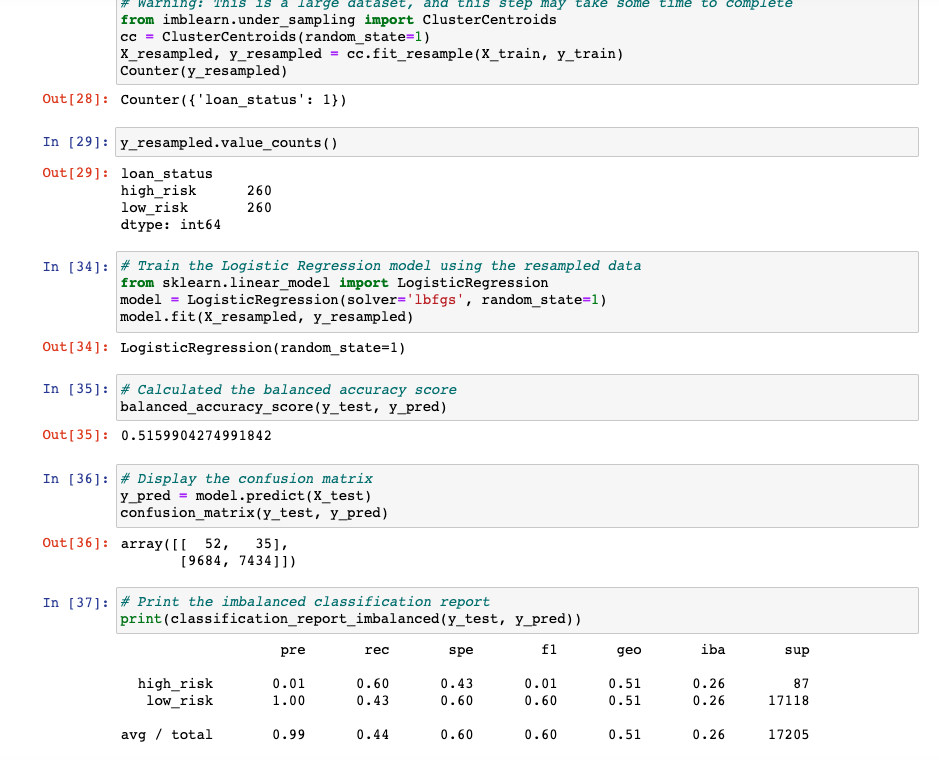 # Warning: This is a large dataset, and this step may take some time to complete
from imblearn.under_sampling import ClusterCentroids
cc = ClusterCentroids(random_state=1)
X_resampled, y_resampled = cc.fit_resample(X_train, y_train)
Counter(y_resampled)
Out[28]: Counter({'loan_status': 1})
In [29]: y_resampled.value_counts()
Out[29]: loan_status
high_risk 260
low_risk 260
dtype: int64
In [34]: # Train the Logistic Regression model using the resampled data
from sklearn.linear_model import LogisticRegression
model = LogisticRegression(solver='lbfgs', random_state=1)
model.fit(X_resampled, y_resampled)
Out[34]: LogisticRegression(random_state=1)
In [35]: # Calculated the balanced accuracy score
balanced_accuracy_score(y_test, y_pred)
Out[35]: 0.5159904274991842
In [36]: # Display the confusion matrix
y_pred = model.predict(X_test)
confusion_matrix(y_test, y_pred)
Out[36]: array([[ 52, 35],
[9684, 7434]])
In [37]: # Print the imbalanced classification report
print(classification_report_imbalanced(y_test, y_pred))
pre rec spe f1 geo iba sup
high_risk 0.01 0.60 0.43 0.01 0.51 0.26 87
low_risk 1.00 0.43 0.60 0.60 0.51 0.26 17118
avg / total 0.99 0.44 0.60 0.60 0.51 0.26 17205